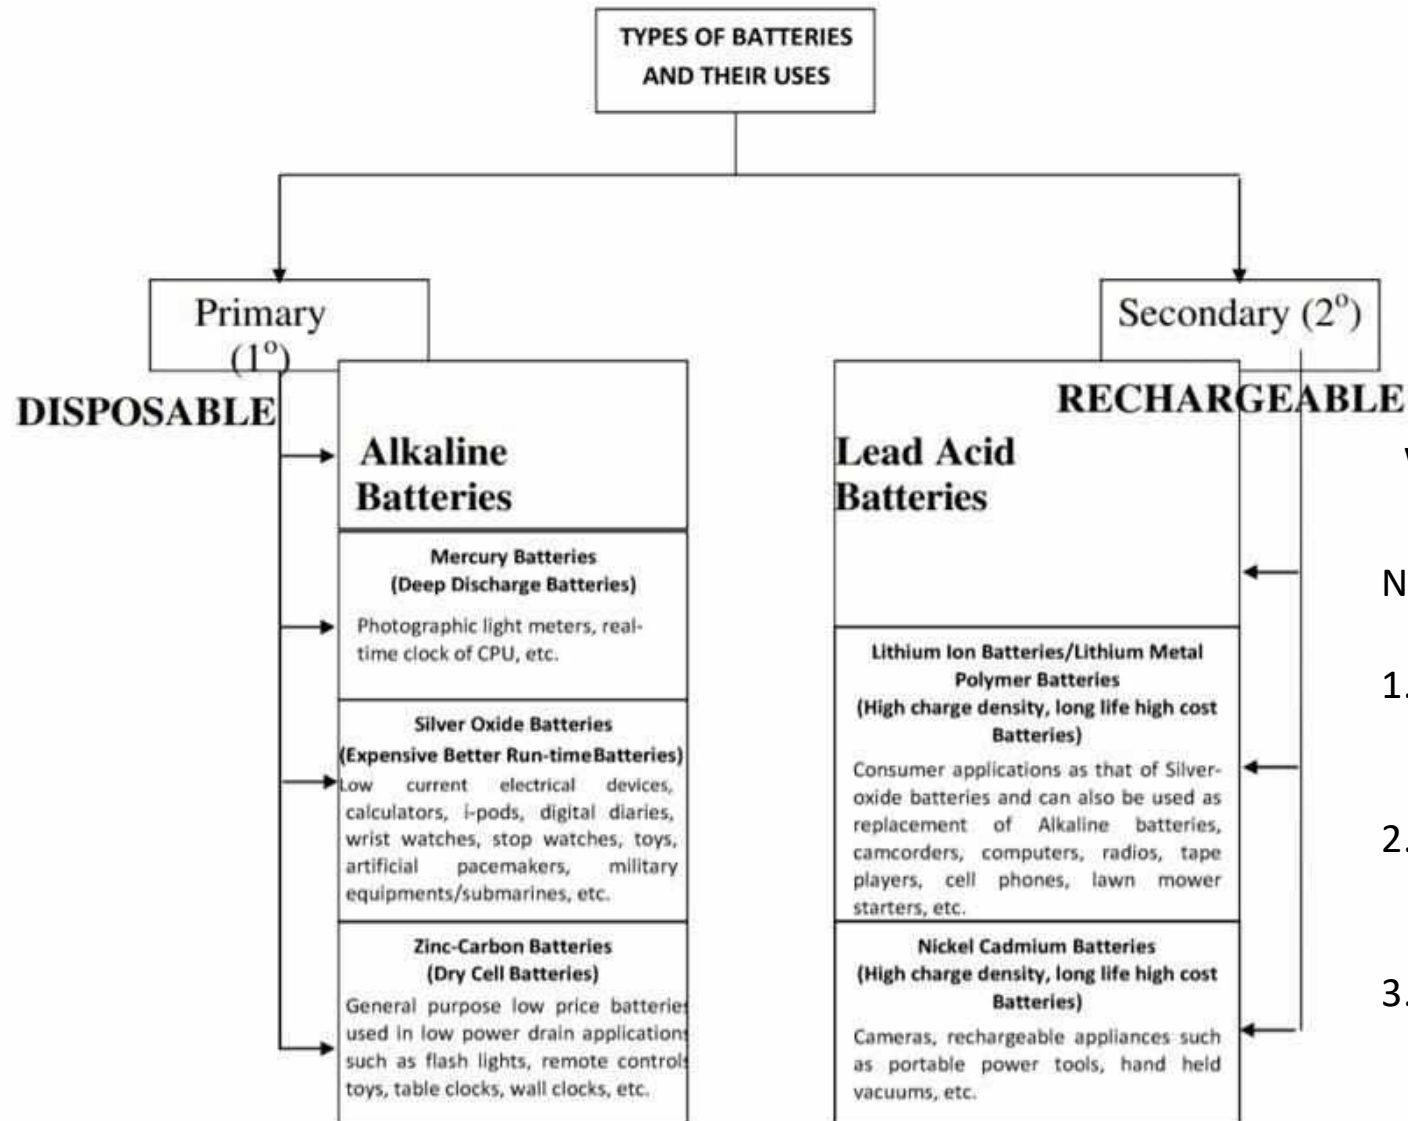 TYPES OF BATTERIES
AND THEIR USES
Primary
(1°)
DISPOSABLE
Alkaline
Batteries
Mercury Batteries
(Deep Discharge Batteries)
Photographic light meters, real-
time clock of CPU, etc.
Silver Oxide Batteries
(Expensive Better Run-time Batteries)
Low current electrical devices,
calculators, i-pods, digital diaries,
wrist watches, stop watches, toys,
artificial pacemakers, military
equipments/submarines, etc.
Zinc-Carbon Batteries
(Dry Cell Batteries)
General purpose low price batteries
used in low power drain applications
such as flash lights, remote controls
toys, table clocks, wall clocks, etc.
Secondary (2°)
RECHARGEABLE
Lead Acid
Batteries
Lithium Ion Batteries/Lithium Metal
Polymer Batteries
(High charge density, long life high cost
Batteries)
Consumer applications as that of Silver-
oxide batteries and can also be used as
replacement of Alkaline batteries,
camcorders, computers, radios, tape
players, cell phones, lawn mower
starters, etc.
Nickel Cadmium Batteries
(High charge density, long life high cost
Batteries)
Cameras, rechargeable appliances such
as portable power tools, hand held
vacuums, etc.
N
1.
2.
3.